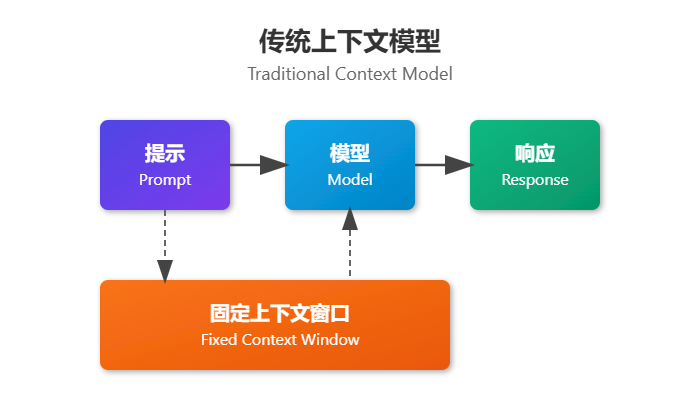 传统上下文模型
Traditional Context Model
提示
Prompt
模型
Model
响应
Response
固定上下文窗口
Fixed Context Window